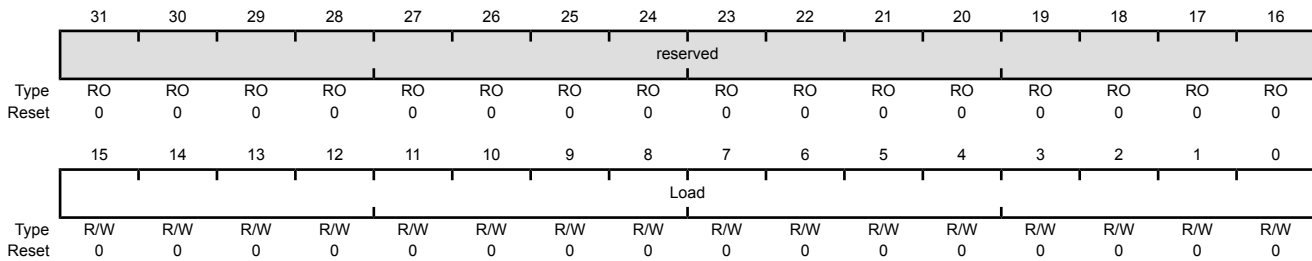 31 30 29 28 27 26 25 24 23 22 21 20 19 18 17 16
reserved
Type RO RO RO RO RO RO RO RO RO RO RO RO RO RO RO RO
Reset 0 0 0 0 0 0 0 0 0 0 0 0 0 0 0 0
15 14 13 12 11 10 9 8 7 6 5 4 3 2 1 0
Load
Type R/W R/W R/W R/W R/W R/W R/W R/W R/W R/W R/W R/W R/W R/W R/W R/W
Reset 0 0 0 0 0 0 0 0 0 0 0 0 0 0 0 0